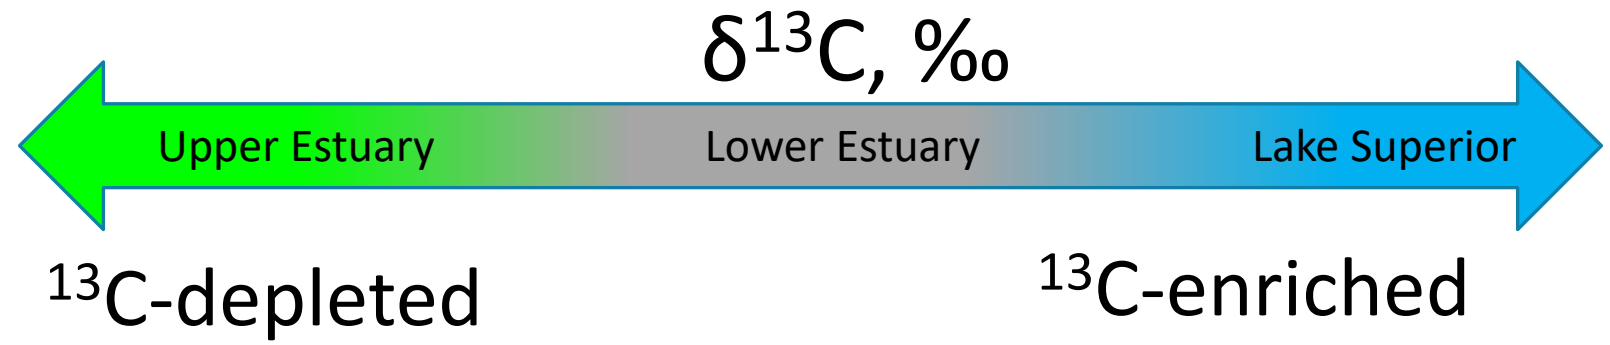 δ¹³C, ‰
Upper Estuary Lower Estuary Lake Superior
¹³C-depleted ¹³C-enriched